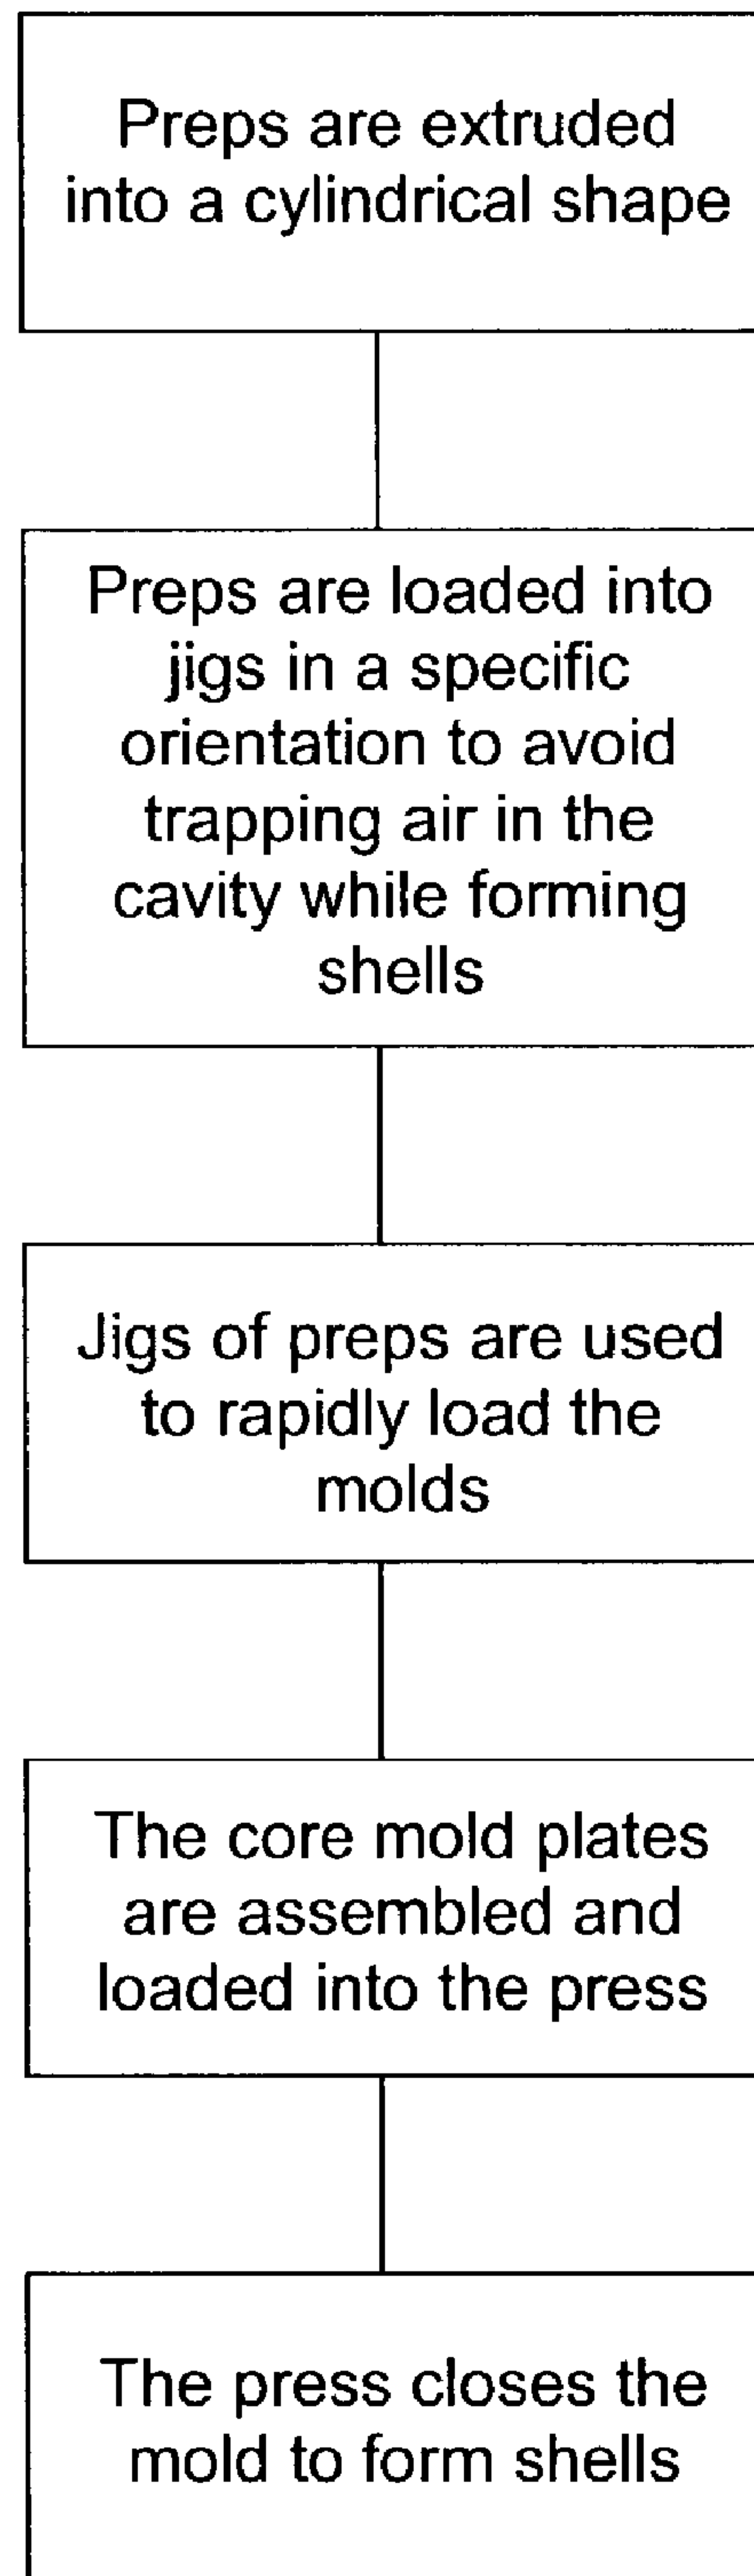 Preps are extruded
into a cylindrical shape
Preps are loaded into
jigs in a specific
orientation to avoid
trapping air in the
cavity while forming
shells
Jigs of preps are used
to rapidly load the
molds
The core mold plates
are assembled and
loaded into the press
The press closes the
mold to form shells